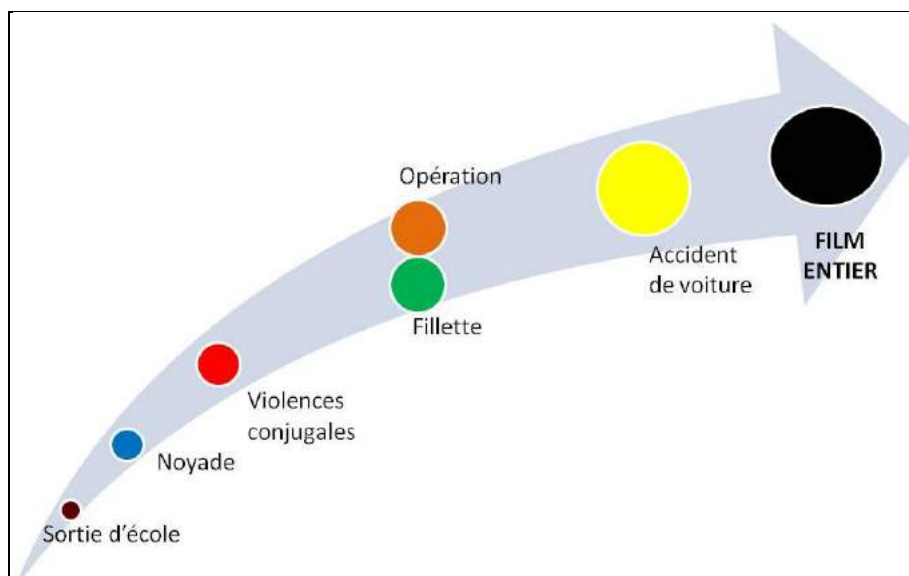 Opération
Fillette
Accident
de voiture
FILM
ENTIER
Violences
conjugales
Noyade
Sortie d'école